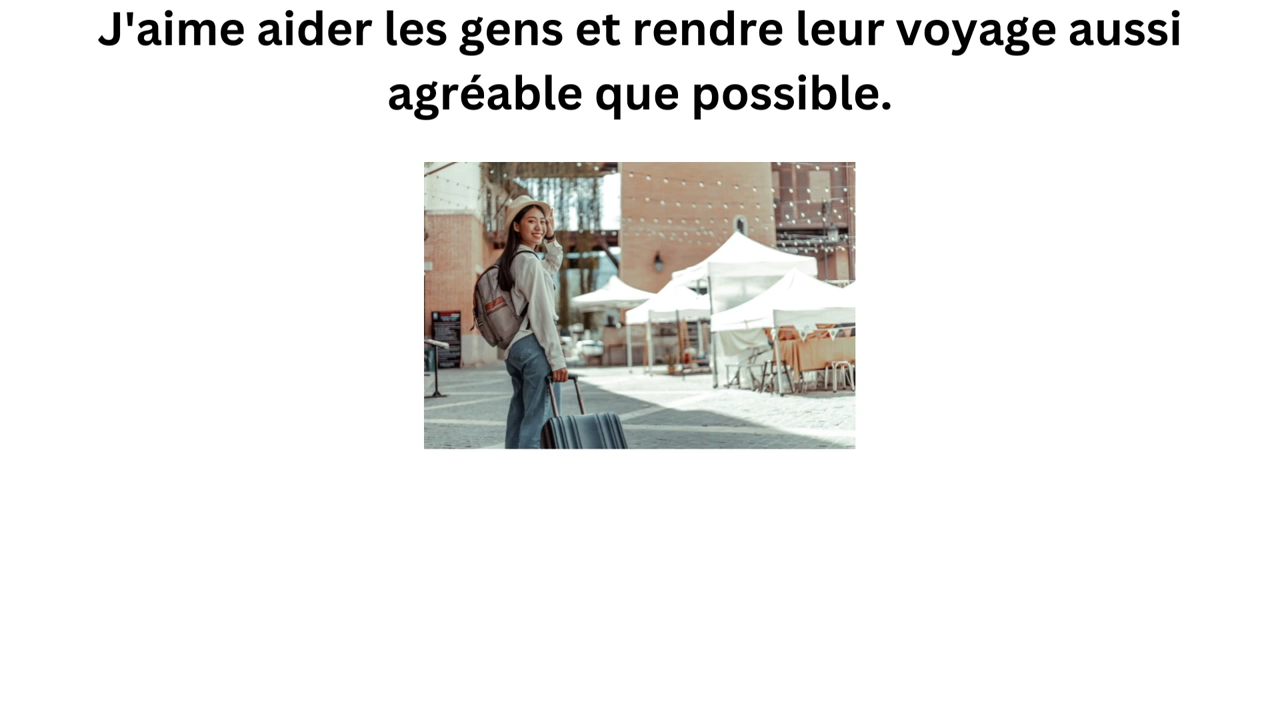 J'aime aider les gens et rendre leur voyage aussi
agréable que possible.